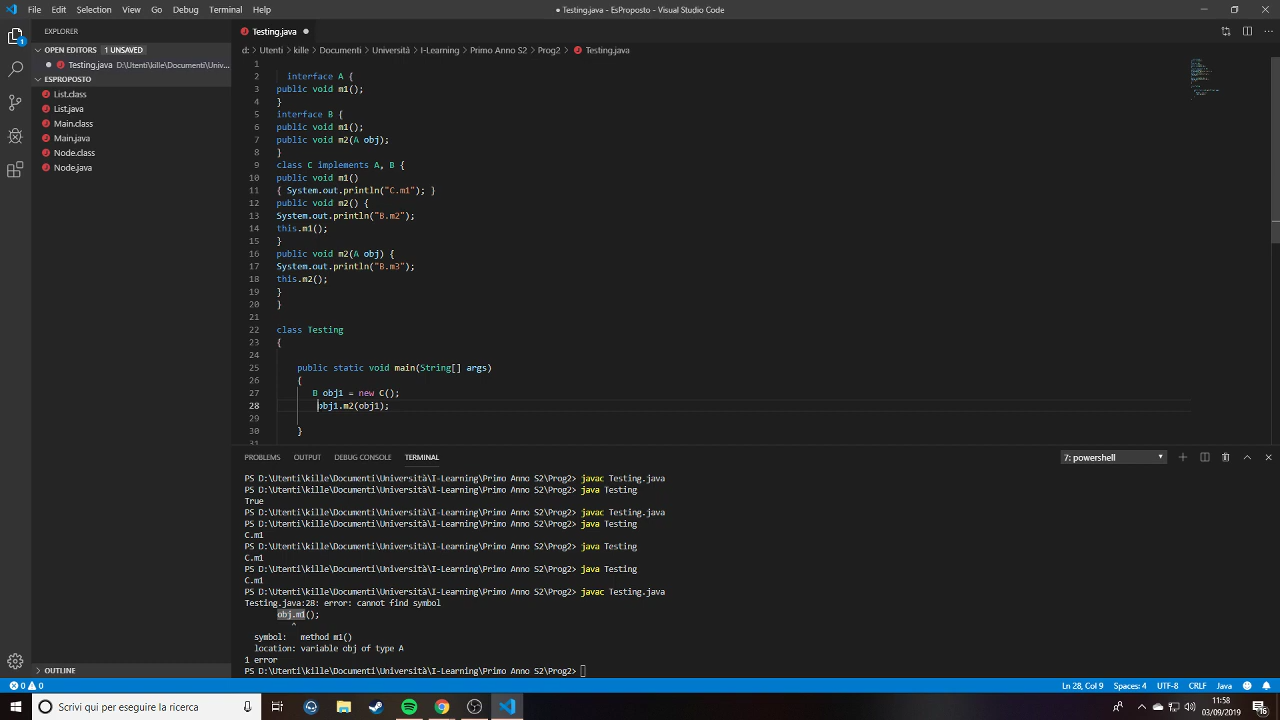 File Edit Selection View Go Debug Terminal Help
● Testing.java - EsProposto - Visual Studio Code
EXPLORER
OPEN EDITORS 1 UNSAVED
Testing.java D:\Utenti\kille\Documenti\Univ...
ESPROPOSTO
List.class
List.java
Main.class
Main.java
Node.class
Node.java
OUTLINE
Testing.java
d: > Utenti > kille > Documenti > Università > I-Learning > Primo Anno S2 > Prog2 > Testing.java
1
2 interface A {
3 public void m1();
4 }
5 interface B {
6 public void m1();
7 public void m2(A obj);
8 }
9 class C implements A, B {
10 public void m1()
11 { System.out.println("C.m1"); }
12 public void m2() {
13 System.out.println("B.m2");
14 this.m1();
15 }
16 public void m2(A obj) {
17 System.out.println("B.m3");
18 this.m2();
19 }
20 }
21
22 class Testing
23 {
24
25 public static void main(String[] args)
26 {
27 B obj1 = new C();
28 obj1.m2(obj1);
29
30 }
31
PROBLEMS OUTPUT DEBUG CONSOLE TERMINAL
7: powershell
PS D:\Utenti\kille\Documenti\Università\I-Learning\Primo Anno S2\Prog2> javac Testing.java
PS D:\Utenti\kille\Documenti\Università\I-Learning\Primo Anno S2\Prog2> java Testing
True
PS D:\Utenti\kille\Documenti\Università\I-Learning\Primo Anno S2\Prog2> javac Testing.java
PS D:\Utenti\kille\Documenti\Università\I-Learning\Primo Anno S2\Prog2> java Testing
C.m1
PS D:\Utenti\kille\Documenti\Università\I-Learning\Primo Anno S2\Prog2> java Testing
C.m1
PS D:\Utenti\kille\Documenti\Università\I-Learning\Primo Anno S2\Prog2> java Testing
C.m1
PS D:\Utenti\kille\Documenti\Università\I-Learning\Primo Anno S2\Prog2> javac Testing.java
Testing.java:28: error: cannot find symbol
obj.m1();
^
symbol: method m1()
location: variable obj of type A
1 error
PS D:\Utenti\kille\Documenti\Università\I-Learning\Primo Anno S2\Prog2>
0 0
Ln 28, Col 9 Spaces: 4 UTF-8 CRLF Java
Scrivi qui per eseguire la ricerca
11:58
03/09/2019